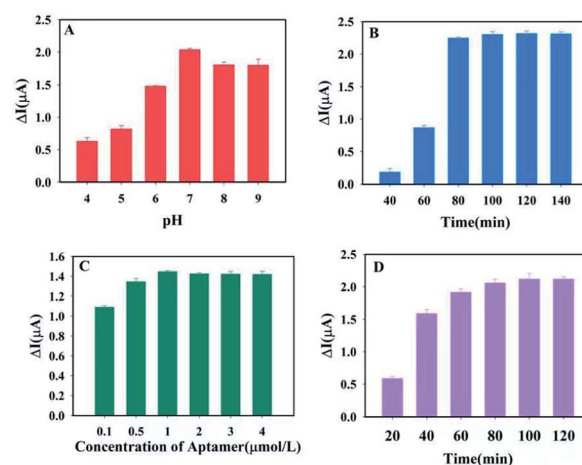 A
ΔI(μA)
2.5
2.0
1.5
1.0
0.5
0.0
4 5 6 7 8 9
pH
B
ΔI(μA)
2.5
2.0
1.5
1.0
0.5
0.0
40 60 80 100 120 140
Time(min)
C
ΔI(μA)
1.6
1.4
1.2
1.0
0.8
0.6
0.4
0.2
0.0
0.1 0.5 1 2 3 4
Concentration of Aptamer(μmol/L)
D
ΔI(μA)
2.5
2.0
1.5
1.0
0.5
0.0
20 40 60 80 100 120
Time(min)